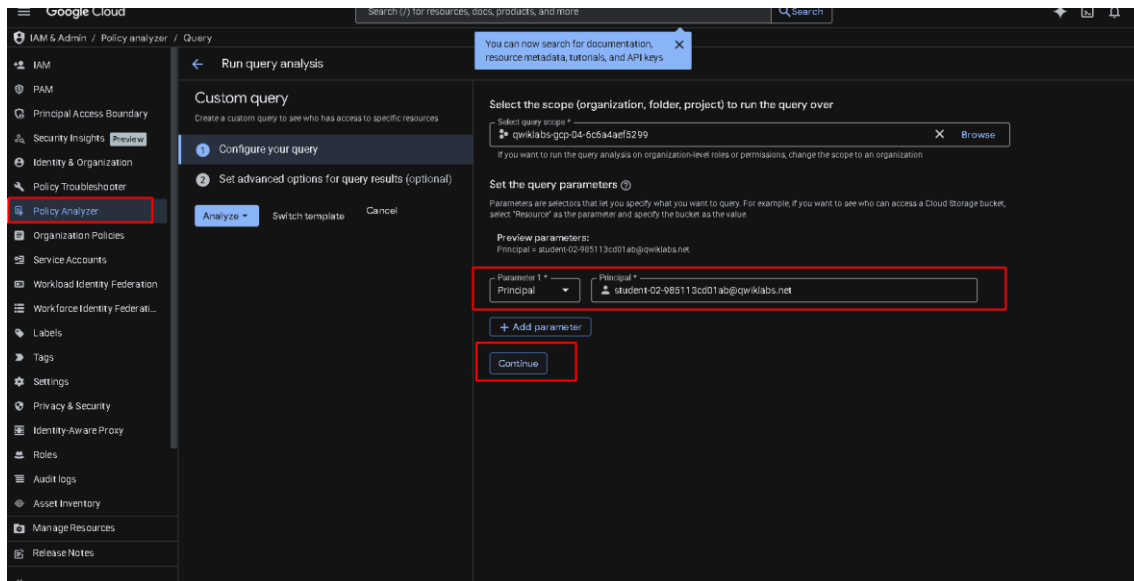 Google Cloud
Search (/) for resources, docs, products, and more
Search
IAM & Admin / Policy analyzer / Query
You can now search for documentation,
resource metadata, tutorials, and API keys
IAM
PAM
Principal Access Boundary
Security Insights Preview
Identity & Organization
Policy Troubleshooter
Policy Analyzer
Organization Policies
Service Accounts
Workload Identity Federation
Workforce Identity Federati...
Labels
Tags
Settings
Privacy & Security
Identity-Aware Proxy
Roles
Audit logs
Asset Inventory
Manage Resources
Release Notes
Run query analysis
Custom query
Create a custom query to see who has access to specific resources
1 Configure your query
2 Set advanced options for query results (optional)
Analyze Switch template Cancel
Select the scope (organization, folder, project) to run the query over
Select query scope *
qwiklabs-gcp-04-6c6a4aef5299
Browse
If you want to run the query analysis on organization-level roles or permissions, change the scope to an organization
Set the query parameters
Parameters are selectors that let you specify what you want to query. For example, if you want to see who can access a Cloud Storage bucket,
select "Resource" as the parameter and specify the bucket as the value.
Preview parameters:
Principal = student-02-985113cd01ab@qwiklabs.net
Parameter 1 *
Principal
Principal *
student-02-985113cd01ab@qwiklabs.net
+ Add parameter
Continue